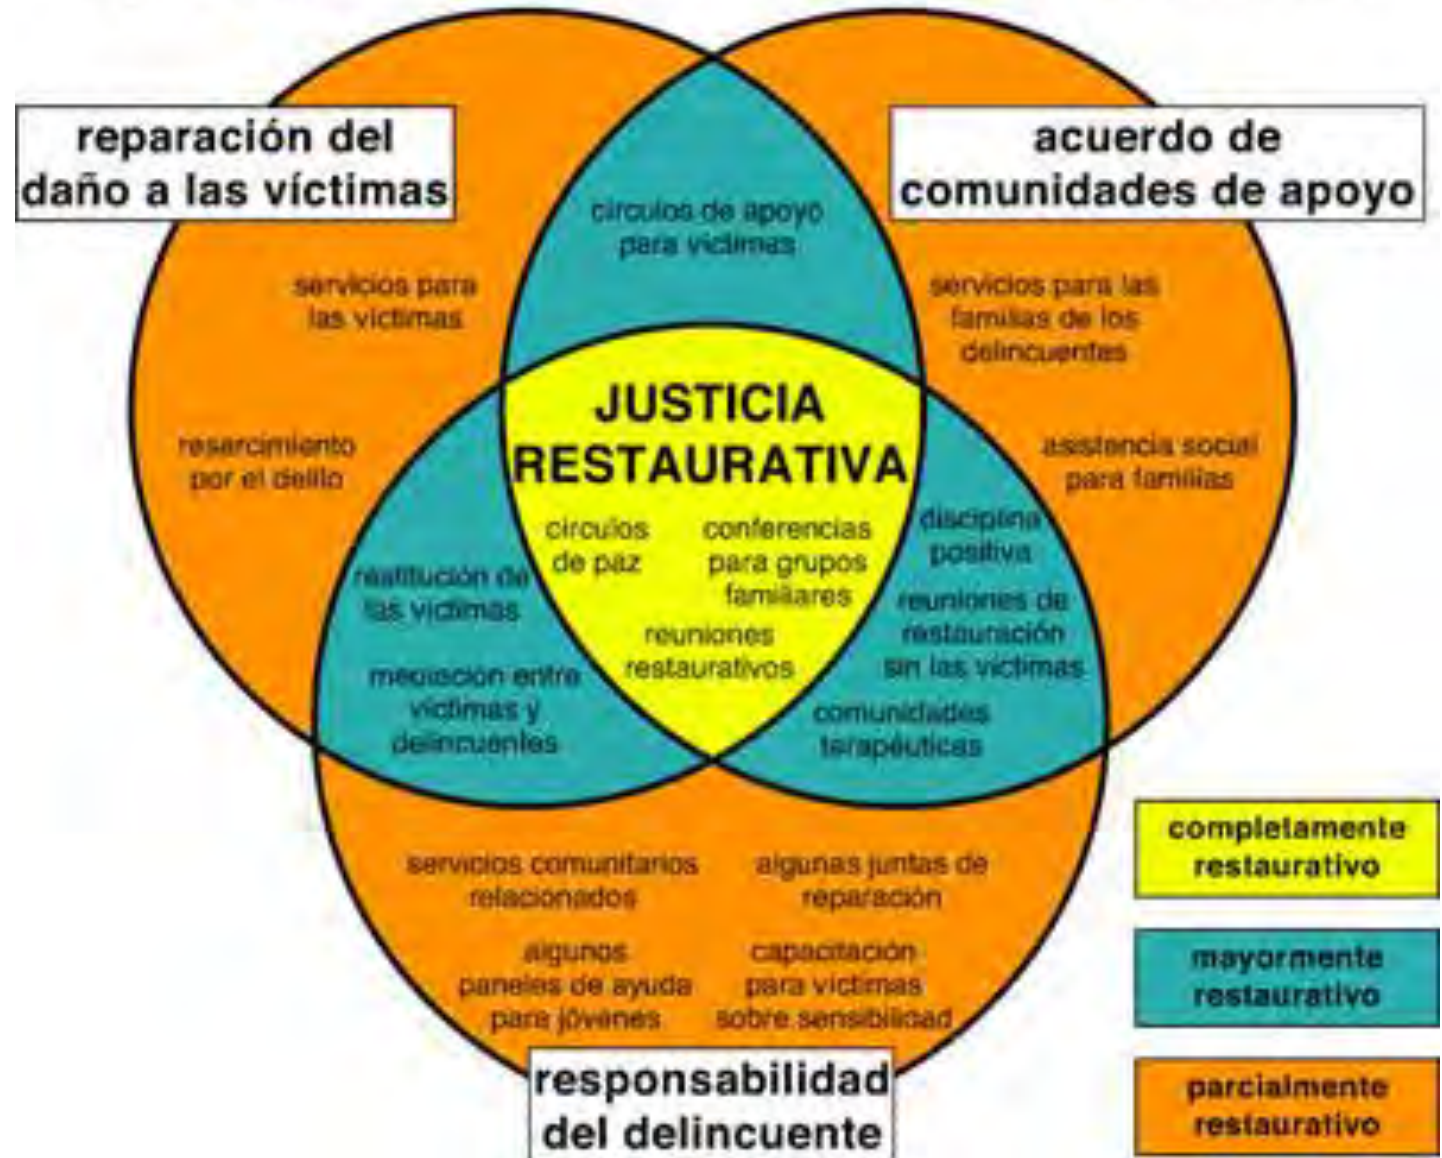 reparación del
daño a las víctimas
acuerdo de
comunidades de apoyo
círculos de apoyo
para víctimas
servicios para
las víctimas
servicios para las
familias de los
delincuentes
JUSTICIA
RESTAURATIVA
resarcimiento
por el delito
asistencia social
para familias
círculos
de paz
conferencias
para grupos
familiares
reuniones
restaurativos
disciplina
positiva
reuniones de
restauración
sin las víctimas
comunidades
terapéuticas
restitución de
las víctimas
mediación entre
víctimas y
delincuentes
servicios comunitarios
relacionados
algunas juntas de
reparación
algunos
paneles de ayuda
para jóvenes
capacitación
para víctimas
sobre sensibilidad
responsabilidad
del delincuente
completamente
restaurativo
mayormente
restaurativo
parcialmente
restaurativo